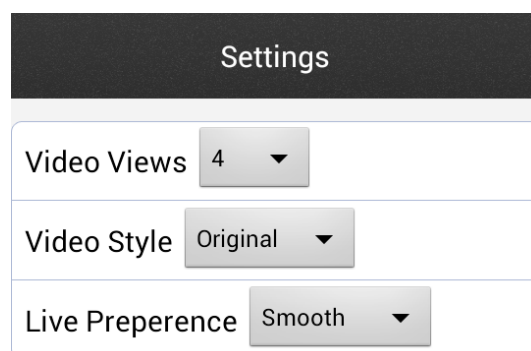 Settings
Video Views 4
Video Style Original
Live Preperence Smooth